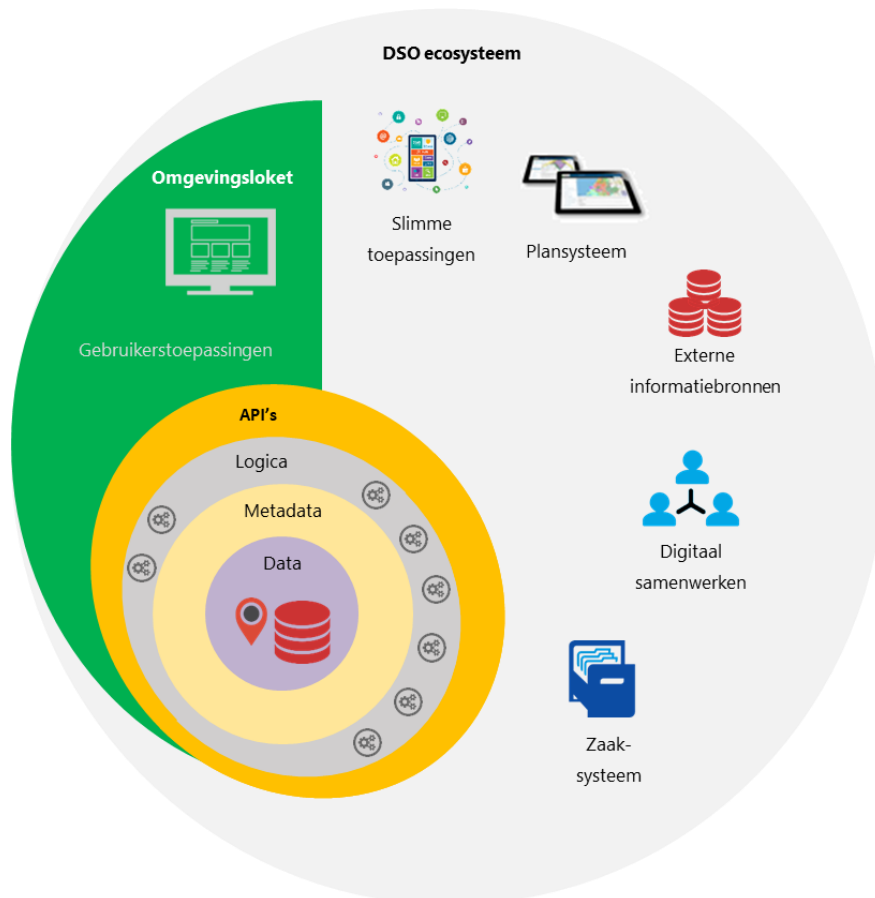 DSO ecosysteem
Omgevingsloket
Gebruikerstoepassingen
Slimme
toepassingen
Plansysteem
Externe
informatiebronnen
API's
Logica
Metadata
Data
Digitaal
samenwerken
Zaak-
systeem